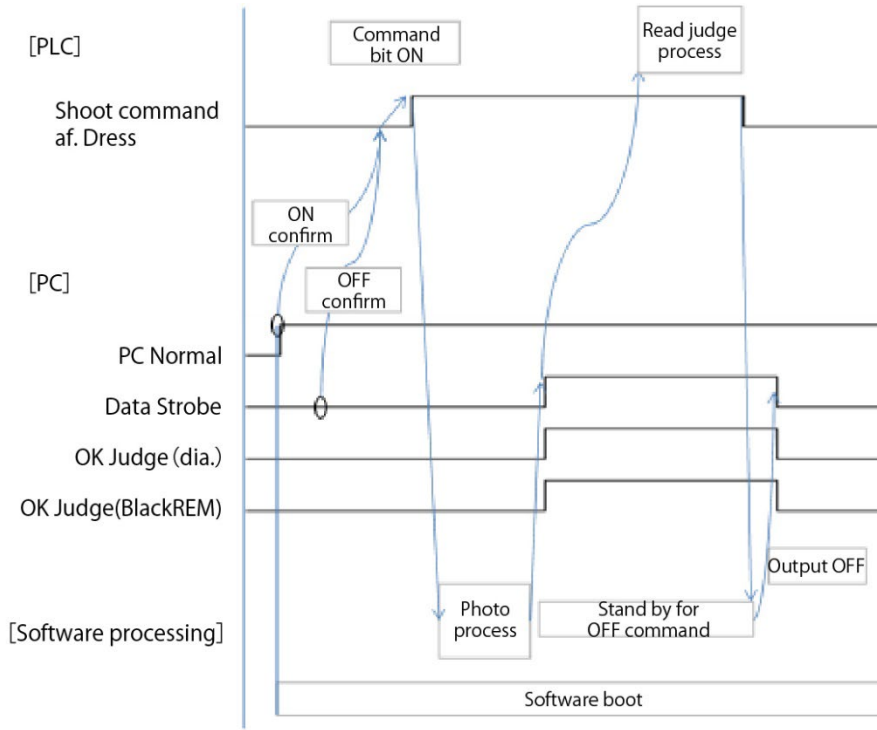 [PLC]
Command
bit ON
Read judge
process
Shoot command
af. Dress
ON
confirm
OFF
confirm
[PC]
PC Normal
Data Strobe
OK Judge (dia.)
OK Judge(BlackREM)
[Software processing]
Photo
process
Stand by for
OFF command
Output OFF
Software boot